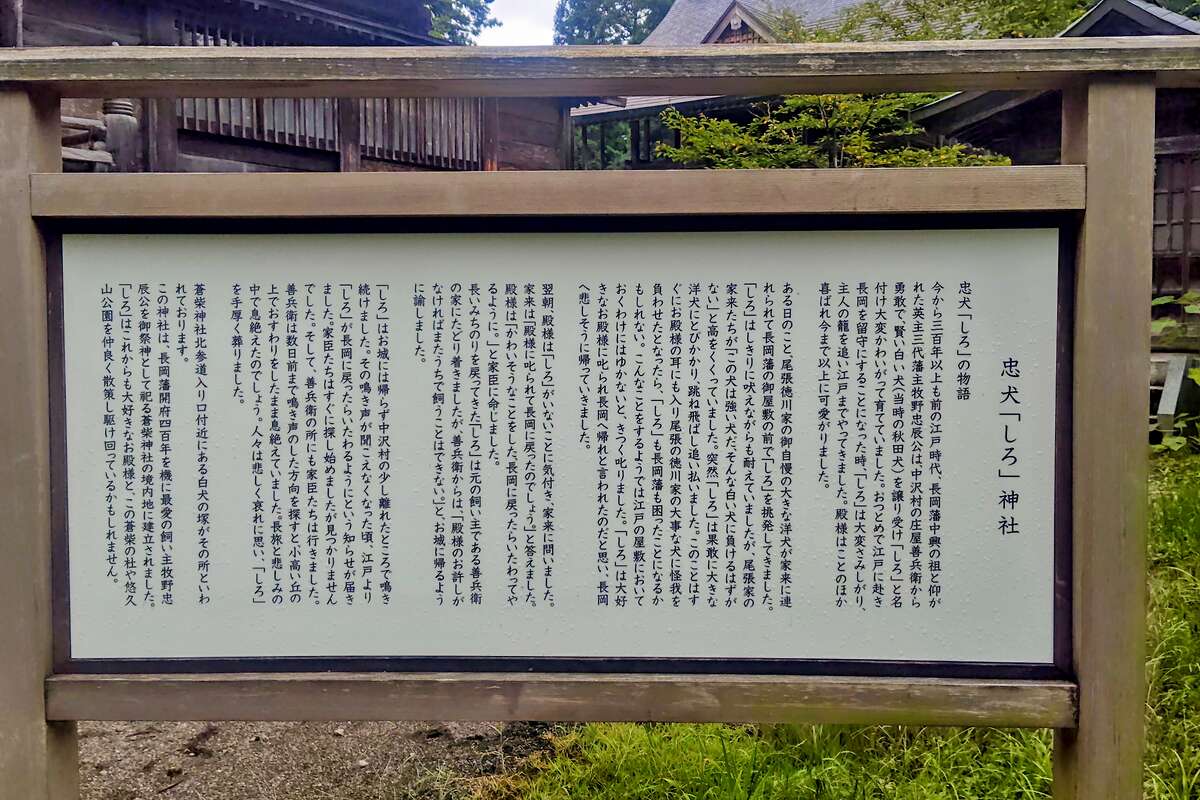 忠犬「しろ」神社
忠犬「しろ」の物語
今から三百年以上も前の江戸時代、長岡藩中興の祖と仰が
れた英主三代藩主牧野忠辰公は、中沢村の庄屋善兵衛から
勇敢で、賢い白い犬（当時の秋田犬）を譲り受け「しろ」と名
付け大変かわいがって育てていました。おつとめで江戸に赴き
長岡を留守にすることになった時、「しろ」は大変さみしがり、
主人の籠を追い江戸までやってきました。殿様はことのほか
喜ばれ今まで以上に可愛がりました。
ある日のこと、尾張徳川家の御自慢の大きな洋犬が家来に連
れられて長岡藩の御屋敷の前で「しろ」を挑発してきました。
「しろ」はしきりに吠えながらも耐えていましたが、尾張家の
家来たちが「この犬は強い犬だ。そんな白い犬に負けるはずが
ない」と高をくくっていました。突然「しろ」は果敢に大きな
洋犬にとびかかり、跳ね飛ばし追い払いました。このことはす
ぐにお殿様の耳にも入り尾張の徳川家の大事な犬に怪我を
負わせたとなったら、「しろ」も長岡藩も困ったことになるか
もしれない。こんなことをするようでは江戸の屋敷において
おくわけにはゆかないと、きつく叱りました。「しろ」は大好
きなお殿様に叱られ長岡へ帰れと言われたのだと思い、長岡
へ悲しそうに帰っていきました。
翌朝、殿様は「しろ」がいないことに気付き、家来に問いました。
家来は「殿様に叱られて長岡に戻ったのでしょう。」と答えました。
殿様は「かわいそうなことをした、長岡に戻ったらいたわってや
るように。」と家臣に命じました。
長いみちのりを戻ってきた「しろ」は元の飼い主である善兵衛
の家にたどり着きましたが、善兵衛からは、「殿様のお許しが
なければまたうちで飼うことはできない。」と、お城に帰るよう
に諭しました。
「しろ」はお城には帰らず中沢村の少し離れたところで鳴き
続けました。その鳴き声が聞こえなくなった頃、江戸より
「しろ」が長岡に戻ったらいたわるようにという知らせが届き
ました。家臣たちはすぐに探し始めましたが見つかりません
でした。そして、善兵衛の所にも家臣たちは行きました。
善兵衛は数日前まで鳴き声のした方向を探すと、小高い丘の
上でおすわりをしたまま息絶えていました。長旅と悲しみの
中で息絶えたのでしょう。人々は悲しく哀れに思い、「しろ」
を手厚く葬りました。
蒼柴神社北参道入り口付近にある白犬の塚がその所といわ
れております。
この神社は、長岡藩開府四百年を機に最愛の飼い主牧野忠
辰公を御祭神として祀る蒼柴神社の境内地に建立されました。
「しろ」はこれからも大好きなお殿様と、この蒼柴の杜や悠久
山公園を仲良く散策し駆け回っているかもしれません。